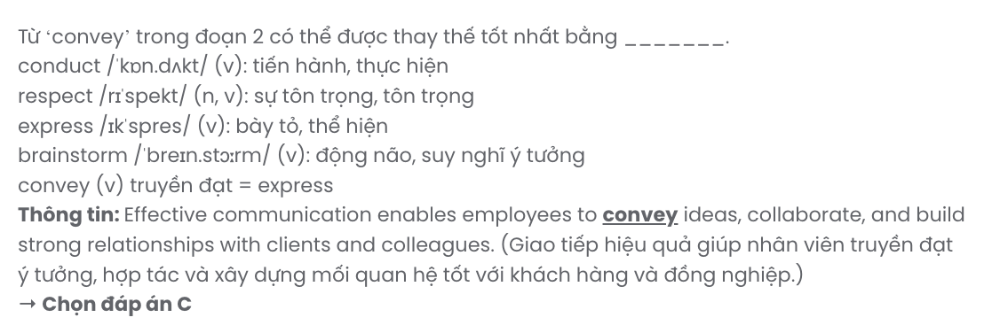 Từ ‘convey’ trong đoạn 2 có thể được thay thế tốt nhất bằng _______.
conduct /ˈkɒn.dʌkt/ (v): tiến hành, thực hiện
respect /rɪˈspekt/ (n, v): sự tôn trọng, tôn trọng
express /ɪkˈspres/ (v): bày tỏ, thể hiện
brainstorm /ˈbreɪn.stɔːrm/ (v): động não, suy nghĩ ý tưởng
convey (v) truyền đạt = express
Thông tin: Effective communication enables employees to convey ideas, collaborate, and build
strong relationships with clients and colleagues. (Giao tiếp hiệu quả giúp nhân viên truyền đạt
ý tưởng, hợp tác và xây dựng mối quan hệ tốt với khách hàng và đồng nghiệp.)
→ Chọn đáp án C